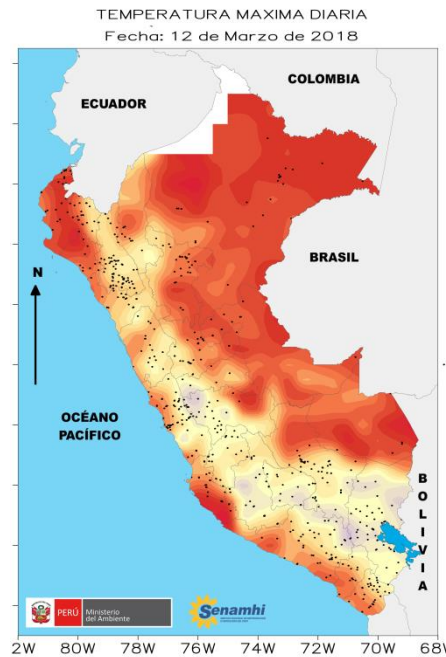 TEMPERATURA MAXIMA DIARIA
Fecha: 12 de Marzo de 2018
COLOMBIA
ECUADOR
BRASIL
N
OCÉANO
PACÍFICO
BOLIVIA
PERÚ
Ministerio
del Ambiente
Senamhi
2W 80W 78W 76W 74W 72W 70W 68W